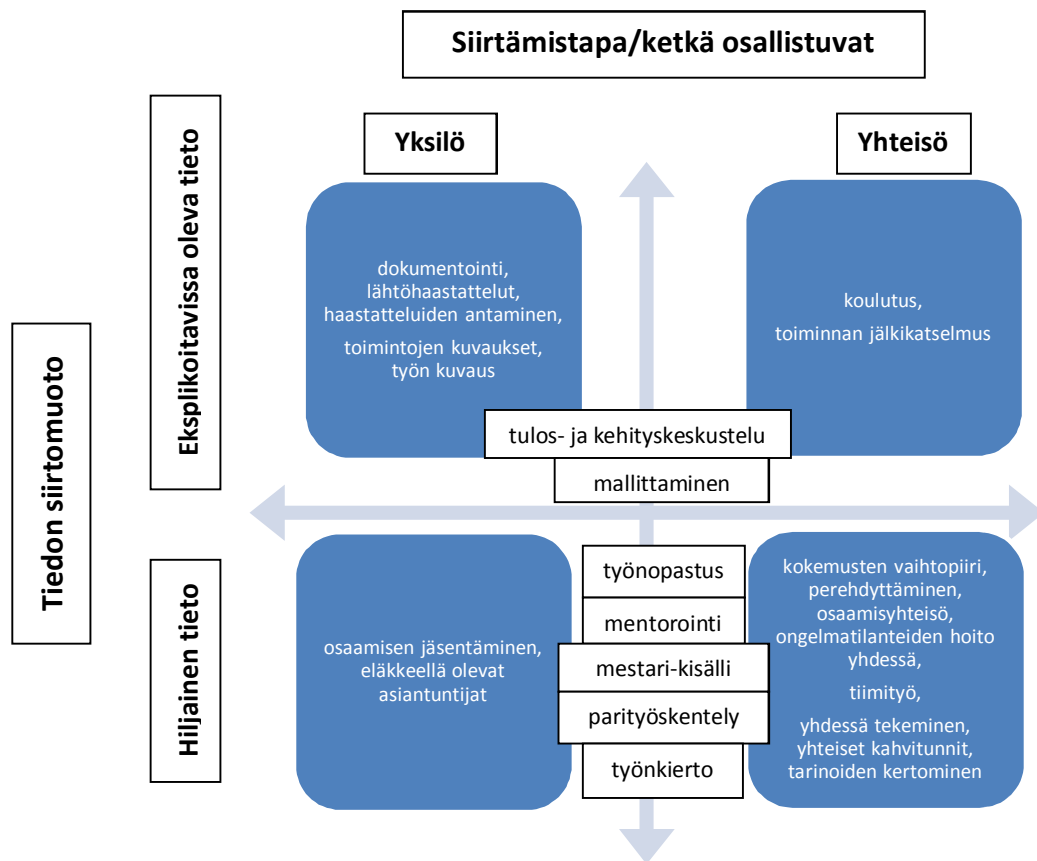 Siirtämistapa/ketkä osallistuvat
Yksilö
Yhteisö
Tiedon siirtomuoto
Eksplikoitavissa oleva tieto
dokumentointi,
lähtöhaastattelut,
haastatteluiden antaminen,
toimintojen kuvaukset,
työn kuvaus
koulutus,
toiminnan jälkikatselmus
tulos- ja kehityskeskustelu
mallittaminen
Hiljainen tieto
osaamisen jäsentäminen,
eläkkeellä olevat
asiantuntijat
työnopastus
mentorointi
mestari-kisälli
parityöskentely
työnkierto
kokemusten vaihtopiiri,
perehdyttäminen,
osaamisyhteisö,
ongelmatilanteiden hoito
yhdessä,
tiimityö,
yhdessä tekeminen,
yhteiset kahvitunnit,
tarinoiden kertominen